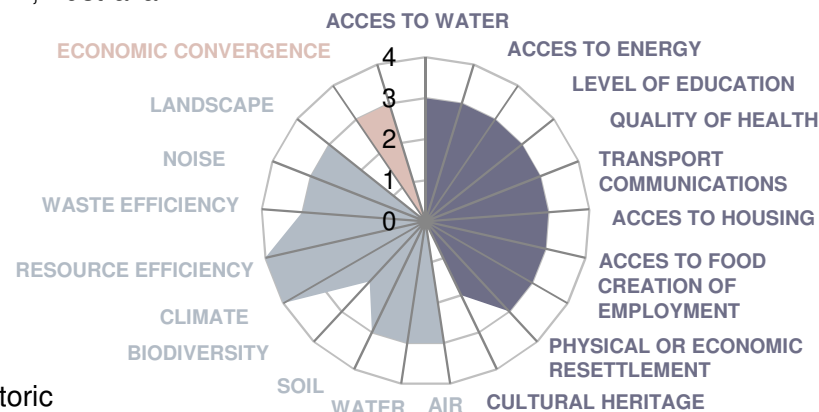 ACCES TO WATER
ECONOMIC CONVERGENCE
ACCES TO ENERGY
LANDSCAPE
LEVEL OF EDUCATION
QUALITY OF HEALTH
NOISE
TRANSPORT
COMMUNICATIONS
WASTE EFFICIENCY
ACCES TO HOUSING
RESOURCE EFFICIENCY
ACCES TO FOOD
CREATION OF
EMPLOYMENT
CLIMATE
BIODIVERSITY
PHYSICAL OR ECONOMIC
RESETTLEMENT
SOIL
WATER
AIR
CULTURAL HERITAGE
4
3
2
1
0
toric